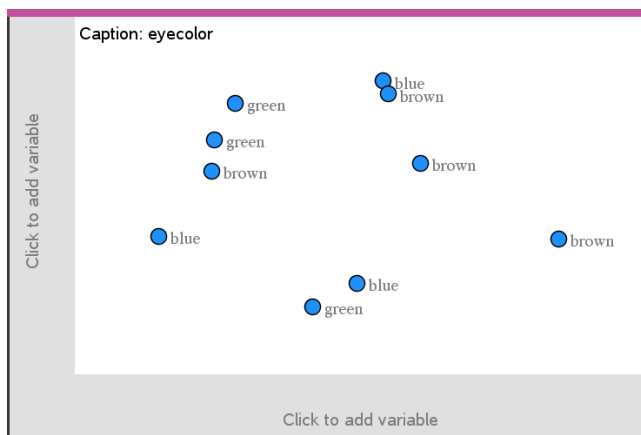 Caption: eyecolor
blue
brown
green
green
brown
brown
blue
brown
blue
green
Click to add variable
Click to add variable